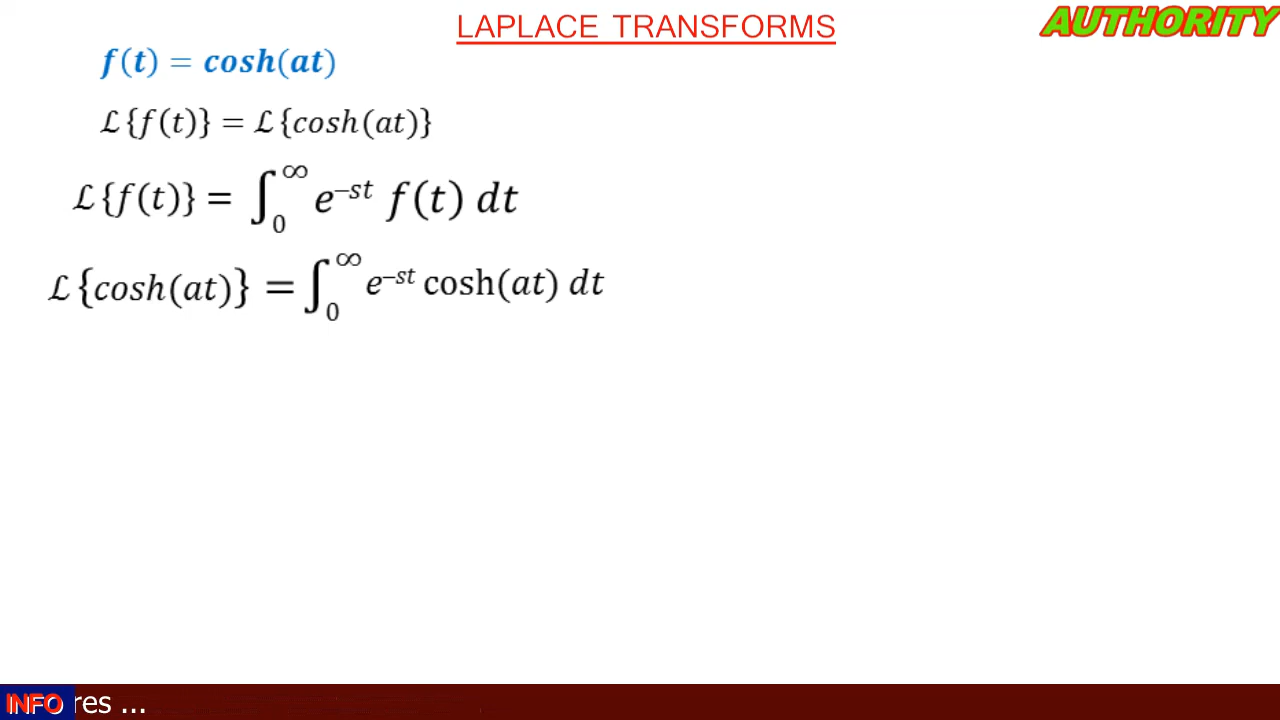 LAPLACE TRANSFORMS
AUTHORITY
f(t) = cosh(at)
ℒ{f(t)} = ℒ{cosh(at)}
ℒ{f(t)} = ∫₀^∞ e^{–st} f(t) dt
ℒ{cosh(at)} = ∫₀^∞ e^{–st} cosh(at) dt
INFO
res ...